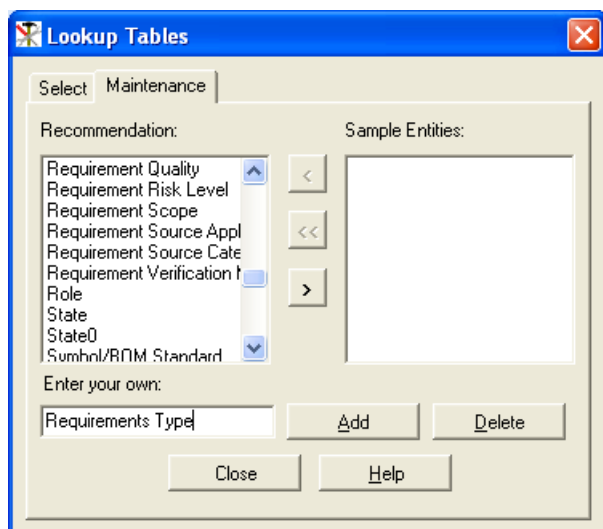 Lookup Tables
Select
Maintenance
Recommendation:
Requirement Quality
Requirement Risk Level
Requirement Scope
Requirement Source Appl
Requirement Source Cate
Requirement Verification
Role
State
State0
Symbol/BOM Standard
Sample Entities:
<
<<
>
Enter your own:
Requirements Type
Add
Delete
Close
Help